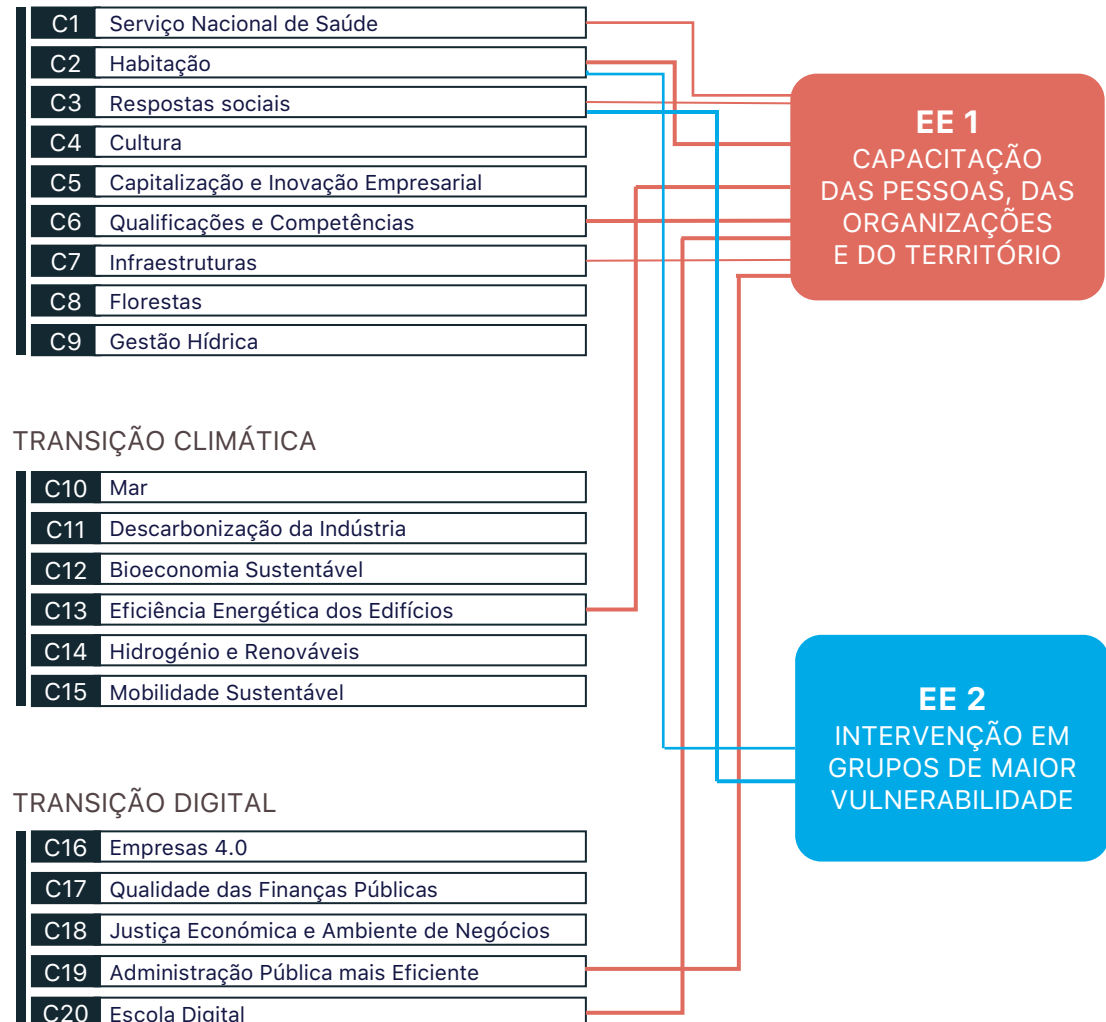 C1 Serviço Nacional de Saúde
C2 Habitação
C3 Respostas sociais
C4 Cultura
C5 Capitalização e Inovação Empresarial
C6 Qualificações e Competências
C7 Infraestruturas
C8 Florestas
C9 Gestão Hídrica
EE 1
CAPACITAÇÃO
DAS PESSOAS, DAS
ORGANIZAÇÕES
E DO TERRITÓRIO
TRANSIÇÃO CLIMÁTICA
C10 Mar
C11 Descarbonização da Indústria
C12 Bioeconomia Sustentável
C13 Eficiência Energética dos Edifícios
C14 Hidrogénio e Renováveis
C15 Mobilidade Sustentável
EE 2
INTERVENÇÃO EM
GRUPOS DE MAIOR
VULNERABILIDADE
TRANSIÇÃO DIGITAL
C16 Empresas 4.0
C17 Qualidade das Finanças Públicas
C18 Justiça Económica e Ambiente de Negócios
C19 Administração Pública mais Eficiente
C20 Escola Digital